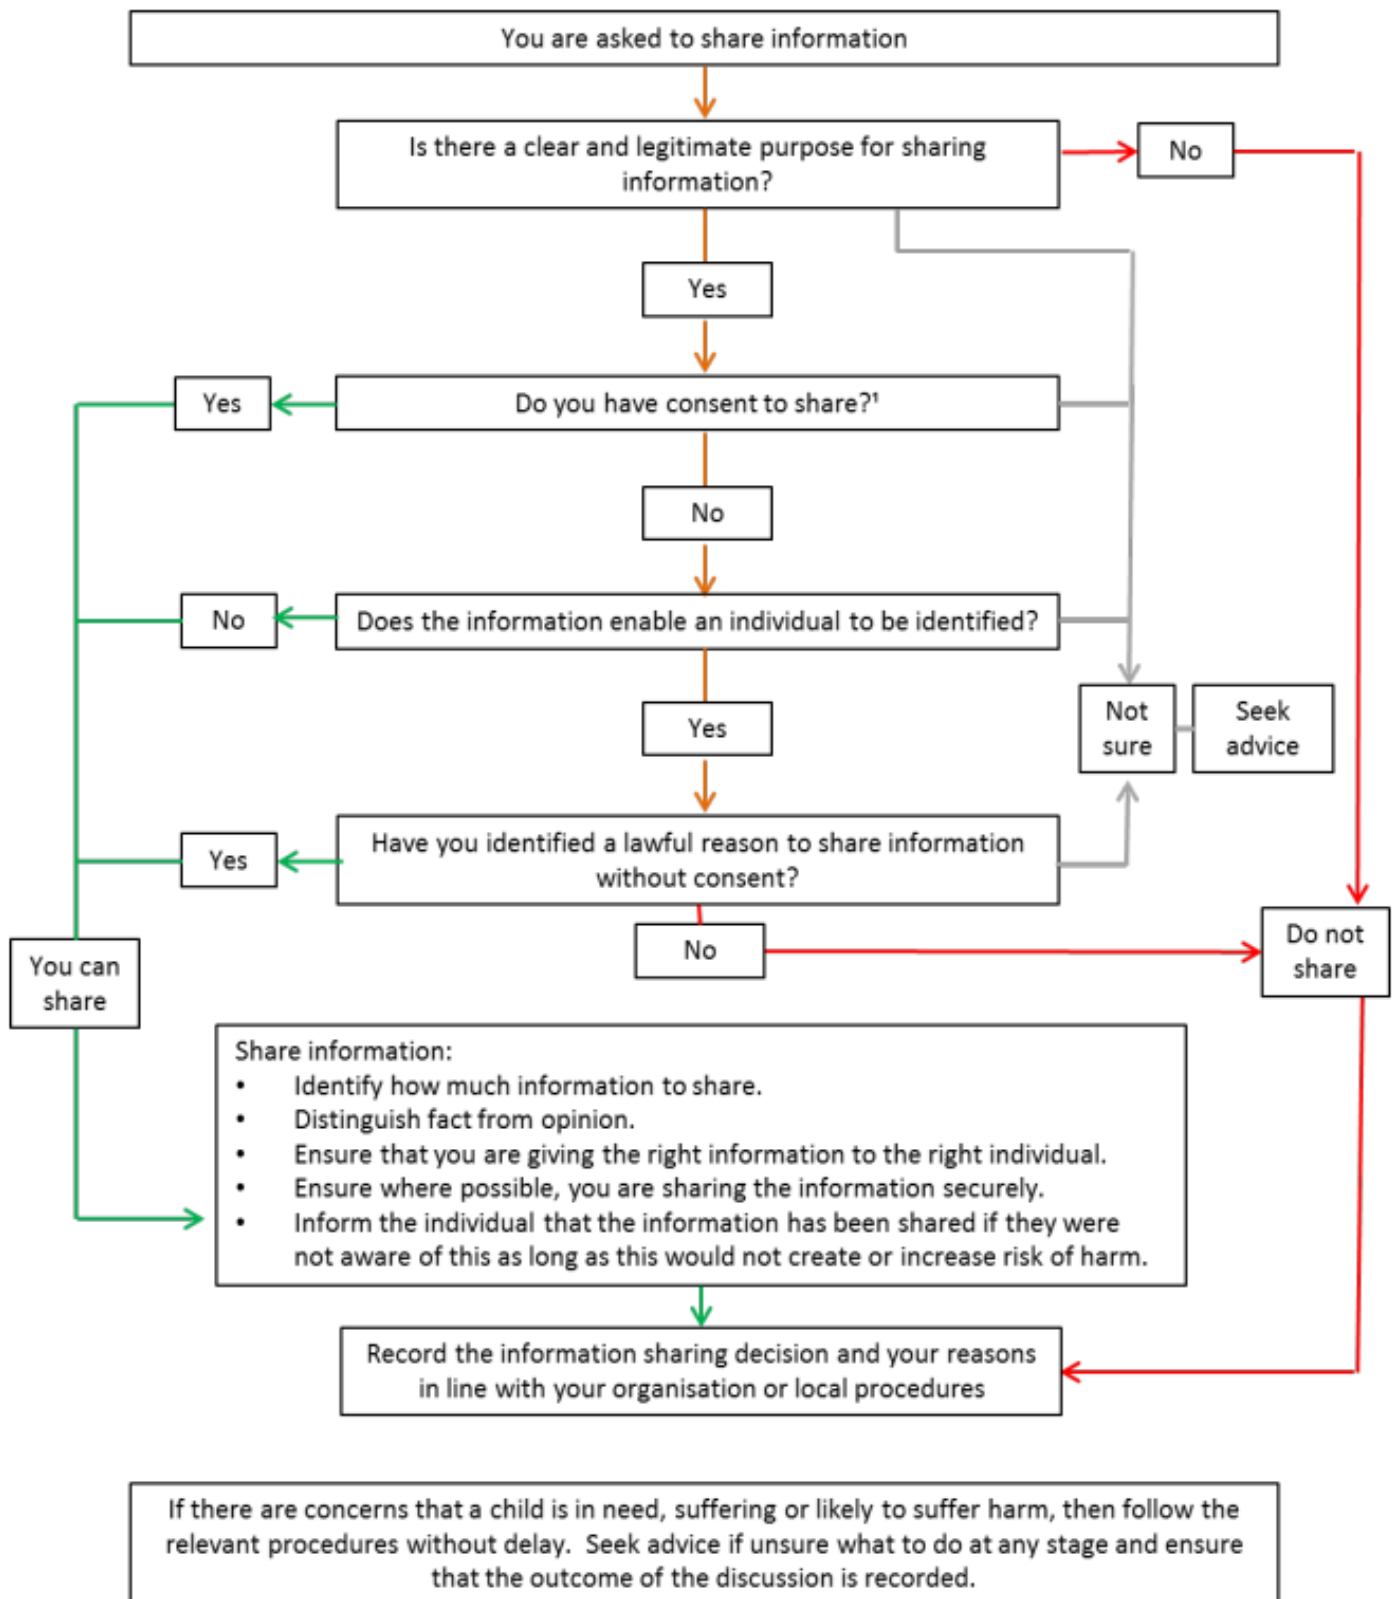 You are asked to share information
Is there a clear and legitimate purpose for sharing
information?
No
Yes
Yes
Do you have consent to share?¹
No
No
Does the information enable an individual to be identified?
Yes
Not
sure
Seek
advice
Yes
Have you identified a lawful reason to share information
without consent?
No
You can
share
Do not
share
Share information:
• Identify how much information to share.
• Distinguish fact from opinion.
• Ensure that you are giving the right information to the right individual.
• Ensure where possible, you are sharing the information securely.
• Inform the individual that the information has been shared if they were
not aware of this as long as this would not create or increase risk of harm.
Record the information sharing decision and your reasons
in line with your organisation or local procedures
If there are concerns that a child is in need, suffering or likely to suffer harm, then follow the
relevant procedures without delay. Seek advice if unsure what to do at any stage and ensure
that the outcome of the discussion is recorded.